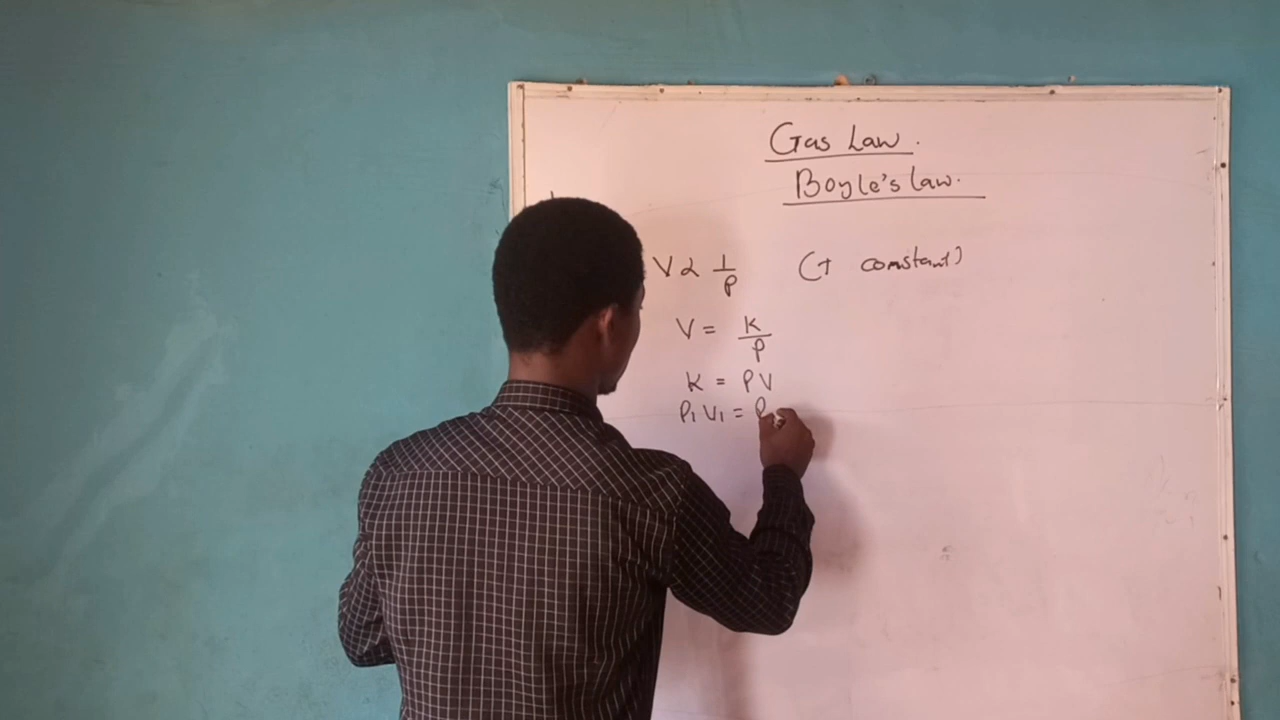 Gas Law.
Boyle's law.
V α 1/P (T constant)
V = K/P
K = PV
P₁V₁ = P